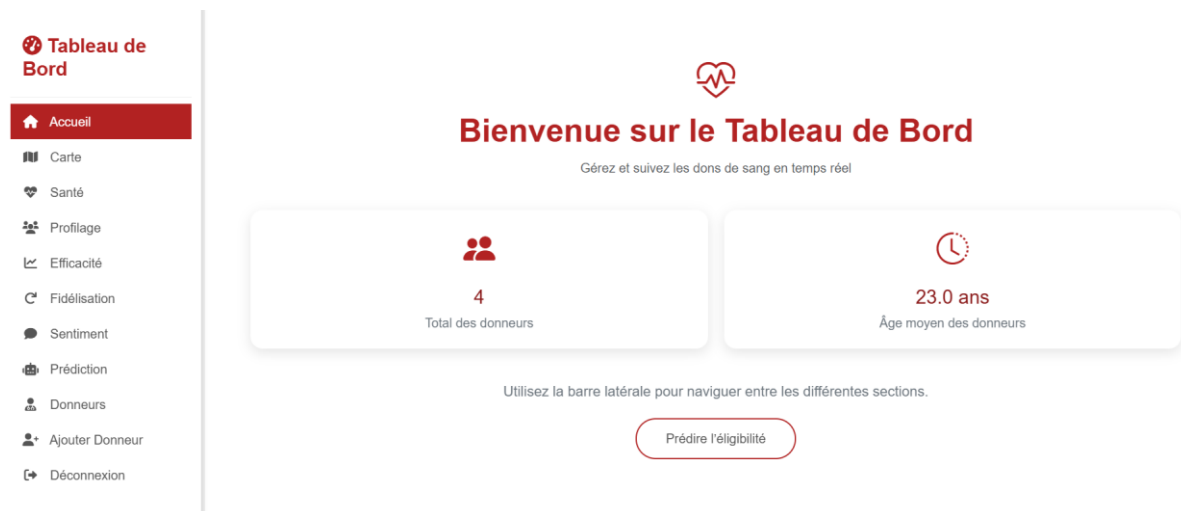 Tableau de
Bord
Accueil
Carte
Santé
Profilage
Efficacité
Fidélisation
Sentiment
Prédiction
Donneurs
Ajouter Donneur
Déconnexion
Bienvenue sur le Tableau de Bord
Gérez et suivez les dons de sang en temps réel
4
Total des donneurs
23.0 ans
Âge moyen des donneurs
Utilisez la barre latérale pour naviguer entre les différentes sections.
Prédire l'éligibilité